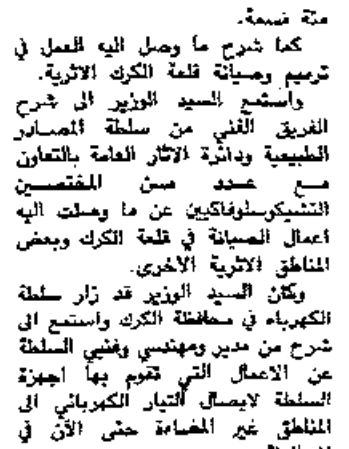 مئة نسمة.
كما شرح ما وصل اليه العمل في
ترميم وصيانة قلعة الكرك الاثرية.
واستمع السيد الوزير الى شرح
الفريق الفني من سلطة المصادر
الطبيعية ودائرة الاثار العامة بالتعاون
مع عدد من المختصين
التشيكوسلوفاكيين عن ما وصلت اليه
اعمال الصيانة في قلعة الكرك وبعض
المناطق الاثرية الاخرى.
وكان السيد الوزير قد زار سلطة
الكهرباء في محافظة الكرك واستمع الى
شرح من مدير ومهندسي وفنيي السلطة
عن الاعمال التي تقوم بها اجهزة
السلطة لايصال التيار الكهربائي الى
المناطق غير المضاءة حتى الآن في